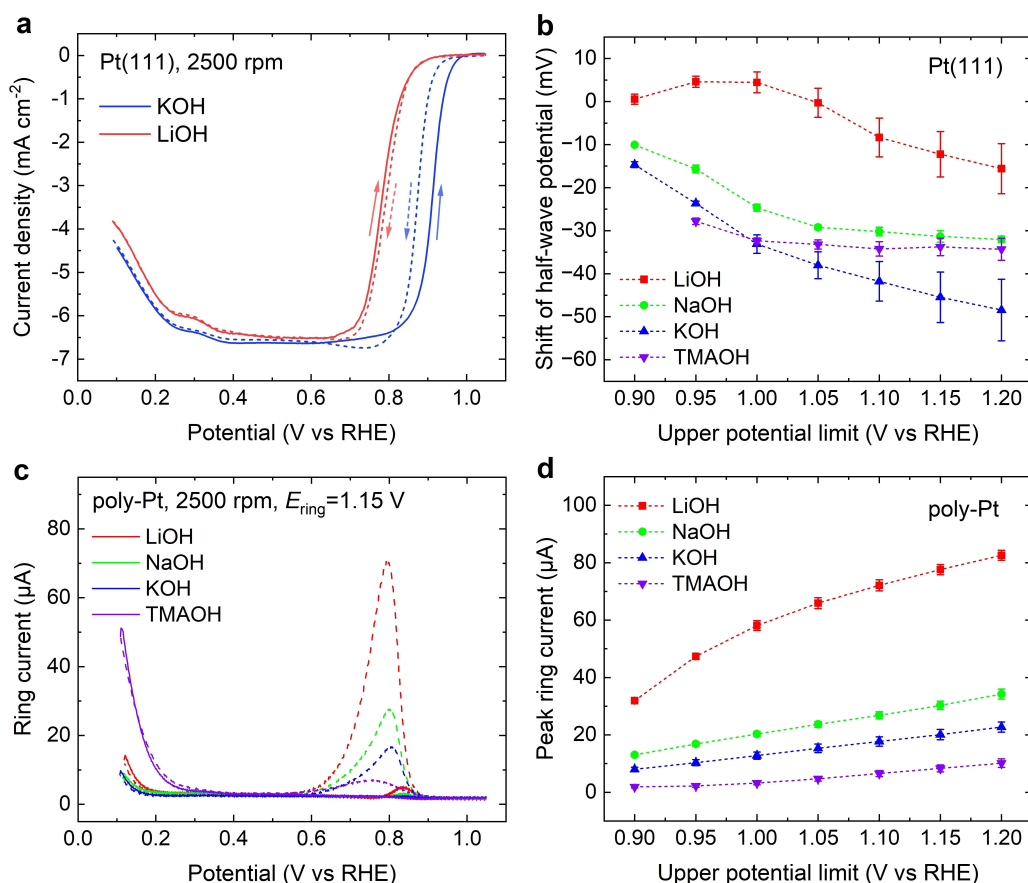 a
Pt(111), 2500 rpm
KOH
LiOH
Current density (mA cm⁻²)
0
−1
−2
−3
−4
−5
−6
−7
0.0 0.2 0.4 0.6 0.8 1.0
Potential (V vs RHE)
b
Pt(111)
Shift of half-wave potential (mV)
10
0
−10
−20
−30
−40
−50
−60
LiOH
NaOH
KOH
TMAOH
0.90 0.95 1.00 1.05 1.10 1.15 1.20
Upper potential limit (V vs RHE)
c
poly-Pt, 2500 rpm, E_ring=1.15 V
LiOH
NaOH
KOH
TMAOH
Ring current (µA)
80
60
40
20
0
0.0 0.2 0.4 0.6 0.8 1.0
Potential (V vs RHE)
d
poly-Pt
LiOH
NaOH
KOH
TMAOH
Peak ring current (µA)
100
80
60
40
20
0
0.90 0.95 1.00 1.05 1.10 1.15 1.20
Upper potential limit (V vs RHE)